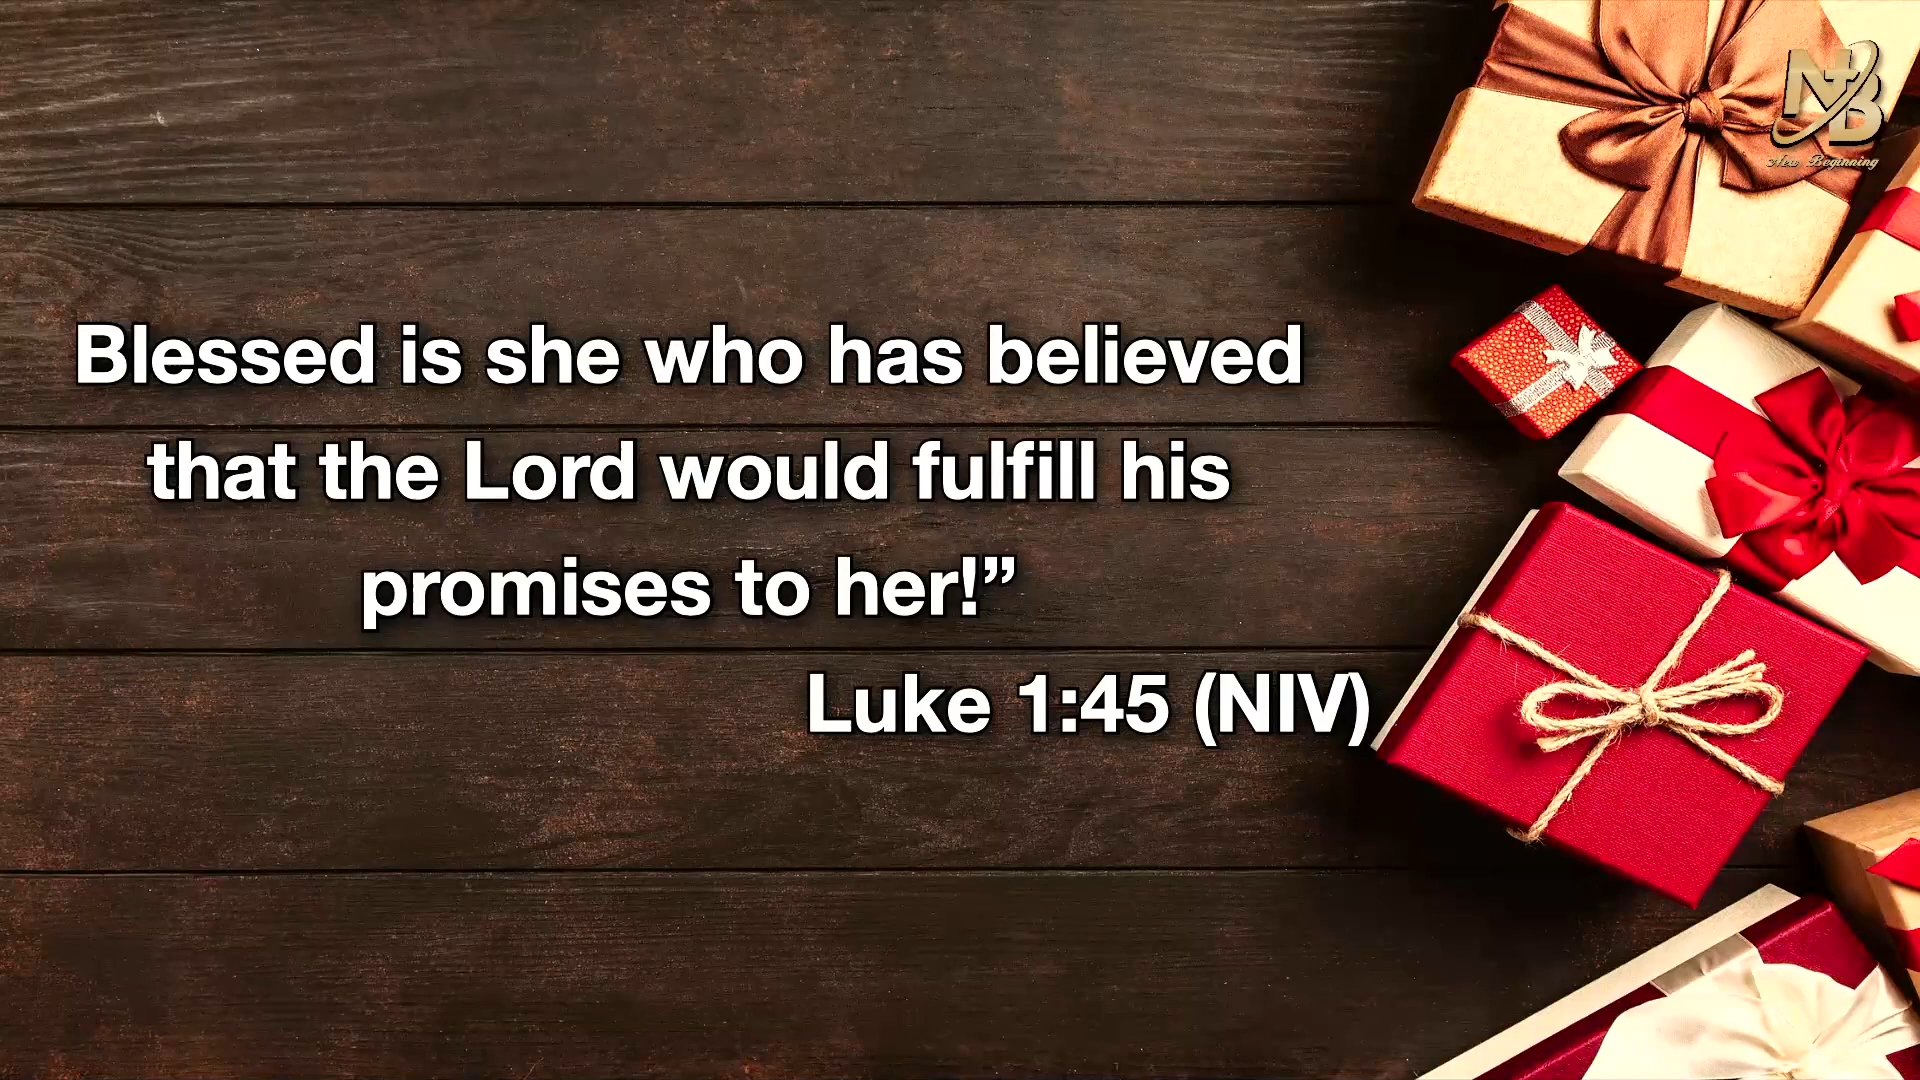 NB
New Beginning
Blessed is she who has believed
that the Lord would fulfill his
promises to her!”
Luke 1:45 (NIV)